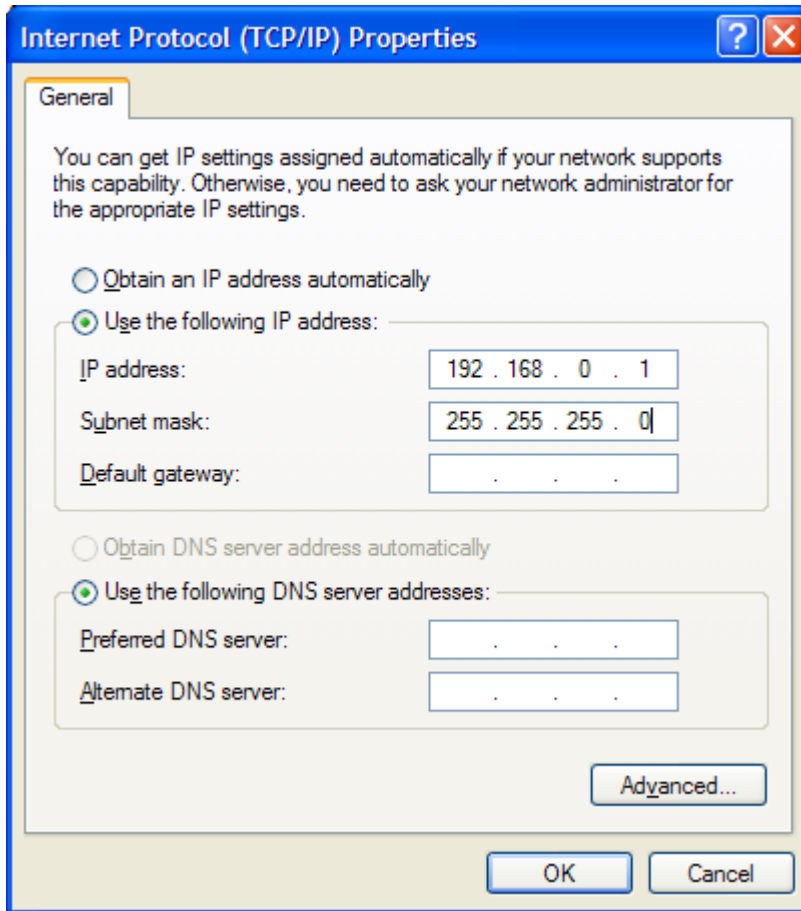 Internet Protocol (TCP/IP) Properties
General
You can get IP settings assigned automatically if your network supports
this capability. Otherwise, you need to ask your network administrator for
the appropriate IP settings.
Obtain an IP address automatically
Use the following IP address:
IP address: 192 . 168 . 0 . 1
Subnet mask: 255 . 255 . 255 . 0
Default gateway: . . .
Obtain DNS server address automatically
Use the following DNS server addresses:
Preferred DNS server: . . .
Alternate DNS server: . . .
Advanced...
OK Cancel